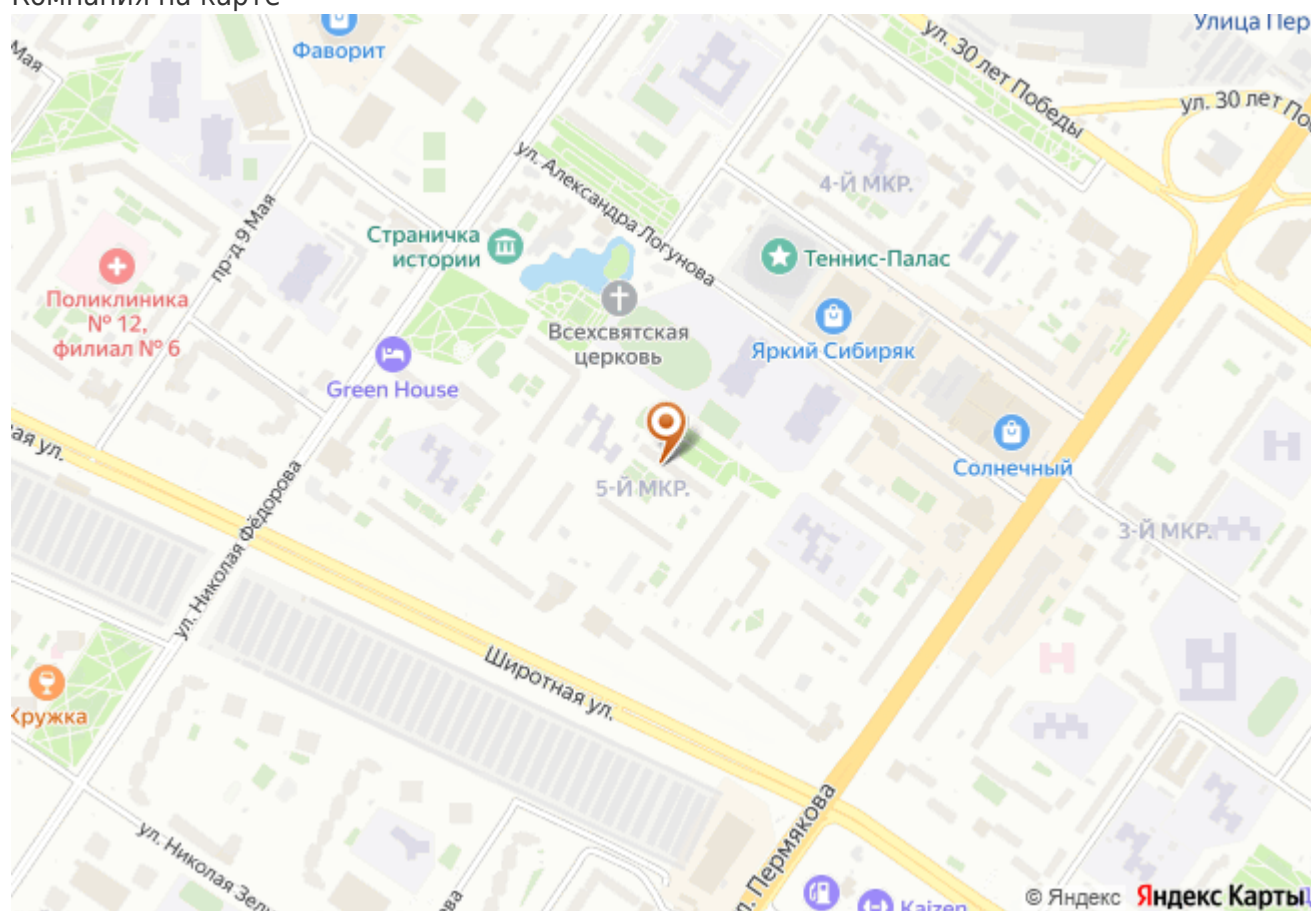 Компания на карте
Улица Пер
Фаворит
Мая
ул. 30 лет Победы
ул. 30 лет По
ул. Александра Логунова
4-Й МКР.
пр-д 9 Мая
Страничка
истории
Теннис-Палас
Поликлиника
№ 12,
филиал № 6
Всехсвятская
церковь
Яркий Сибиряк
Green House
ая ул.
Солнечный
5-Й МКР.
3-Й МКР.
ул. Николая Фёдорова
Широтная ул.
Кружка
л. Пермякова
ул. Николая Зел
ва
Kaizen
© Яндекс Яндекс Карты